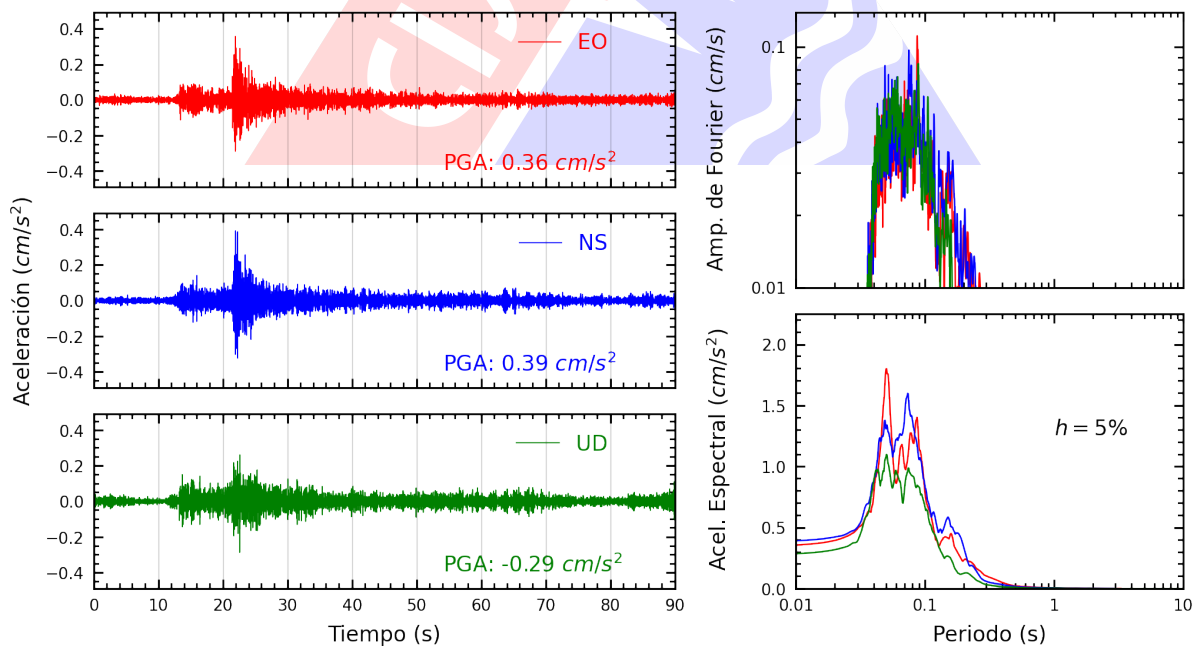 Aceleración (cm/s²)
0.4
0.2
0.0
−0.2
−0.4
EO
PGA: 0.36 cm/s²
0.4
0.2
0.0
−0.2
−0.4
NS
PGA: 0.39 cm/s²
0.4
0.2
0.0
−0.2
−0.4
UD
PGA: -0.29 cm/s²
0 10 20 30 40 50 60 70 80 90
Tiempo (s)
Amp. de Fourier (cm/s)
0.1
0.01
Acel. Espectral (cm/s²)
2.0
1.5
1.0
0.5
0.0
h = 5%
0.01 0.1 1 10
Periodo (s)